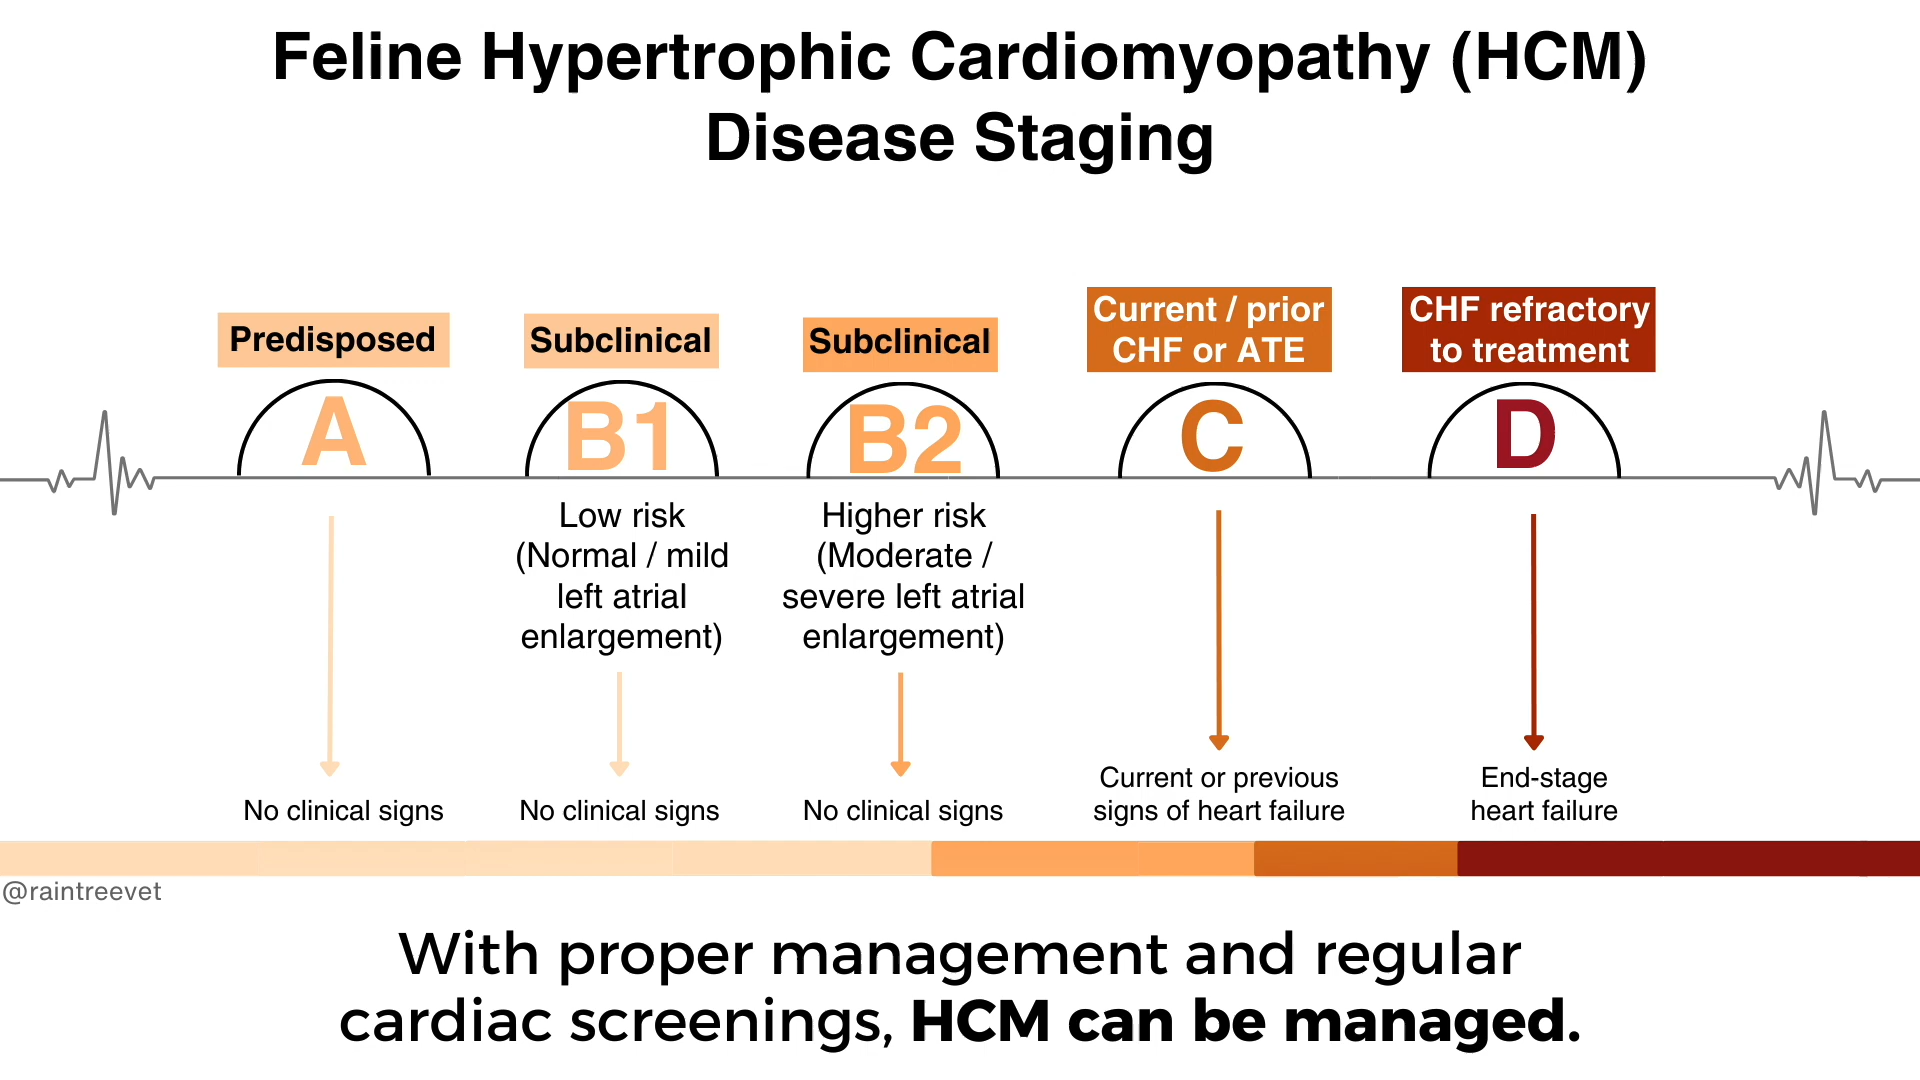 Feline Hypertrophic Cardiomyopathy (HCM)
Disease Staging
Predisposed
Subclinical
Subclinical
Current / prior
CHF or ATE
CHF refractory
to treatment
A
B1
B2
C
D
Low risk
(Normal / mild
left atrial
enlargement)
Higher risk
(Moderate /
severe left atrial
enlargement)
No clinical signs
No clinical signs
No clinical signs
Current or previous
signs of heart failure
End-stage
heart failure
@raintreevet
With proper management and regular
cardiac screenings, HCM can be managed.